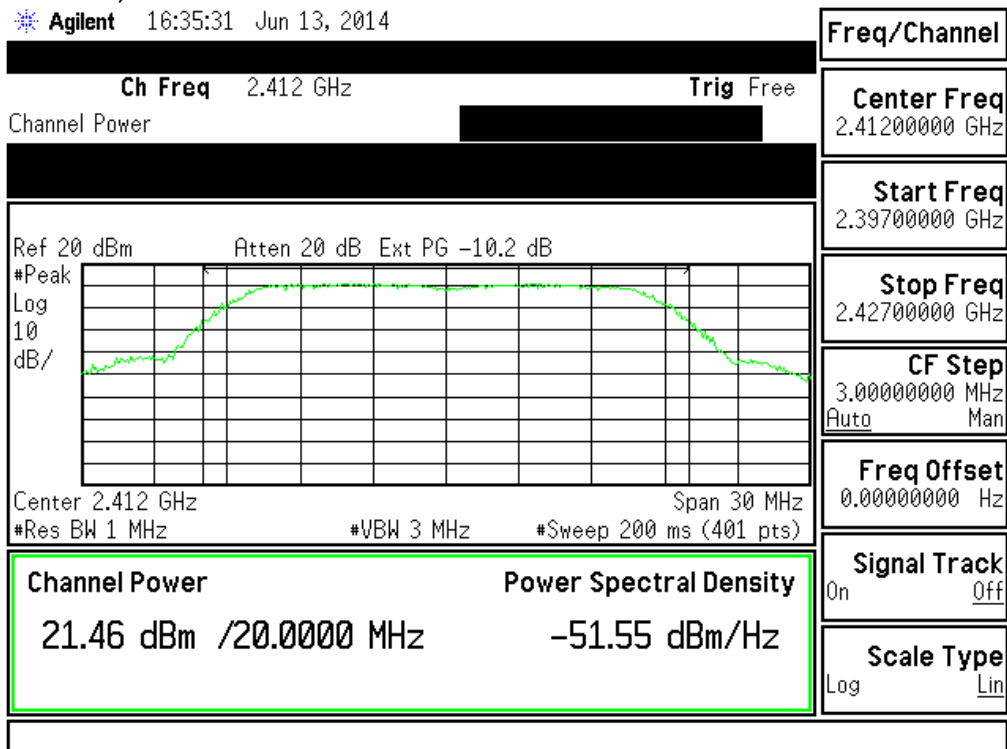 Agilent 16:35:31 Jun 13, 2014
Ch Freq 2.412 GHz Trig Free
Channel Power
Ref 20 dBm Atten 20 dB Ext PG -10.2 dB
#Peak
Log
10
dB/
Center 2.412 GHz Span 30 MHz
#Res BW 1 MHz #VBW 3 MHz #Sweep 200 ms (401 pts)
Channel Power Power Spectral Density
21.46 dBm /20.0000 MHz -51.55 dBm/Hz
Freq/Channel
Center Freq
2.41200000 GHz
Start Freq
2.39700000 GHz
Stop Freq
2.42700000 GHz
CF Step
3.00000000 MHz
Auto Man
Freq Offset
0.00000000 Hz
Signal Track
On Off
Scale Type
Log Lin